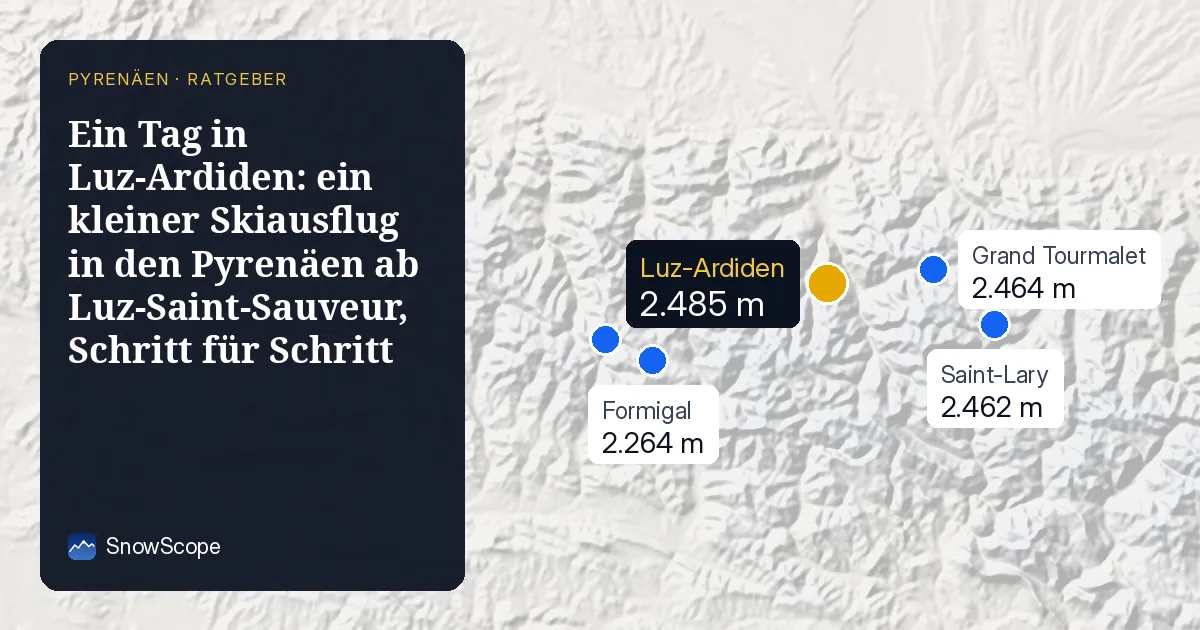 PYRENÄEN · RATGEBER
Ein Tag in
Luz-Ardiden: ein
kleiner Skiausflug
in den Pyrenäen ab
Luz-Saint-Sauveur,
Schritt für Schritt
SnowScope
Luz-Ardiden
2.485 m
Grand Tourmalet
2.464 m
Saint-Lary
2.462 m
Formigal
2.264 m